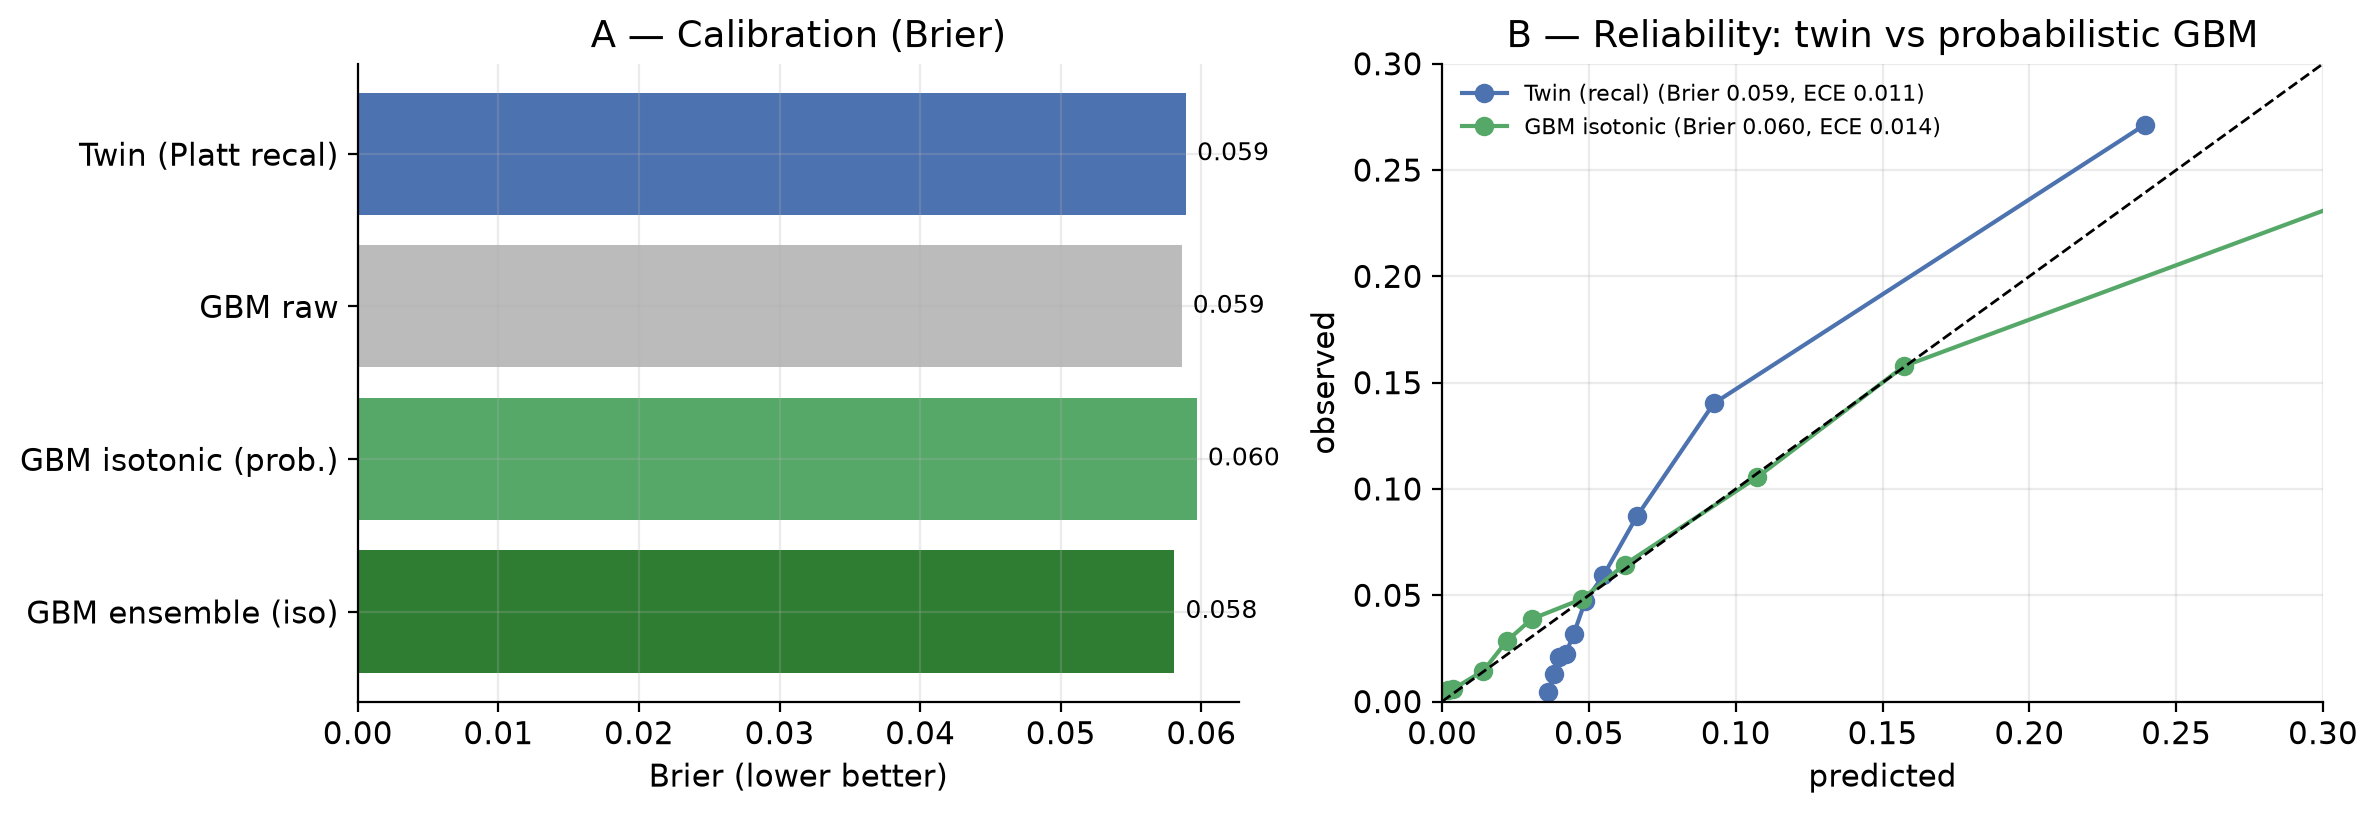 A — Calibration (Brier)
Twin (Platt recal)
GBM raw
GBM isotonic (prob.)
GBM ensemble (iso)
0.059
0.059
0.060
0.058
0.00 0.01 0.02 0.03 0.04 0.05 0.06
Brier (lower better)
B — Reliability: twin vs probabilistic GBM
Twin (recal) (Brier 0.059, ECE 0.011)
GBM isotonic (Brier 0.060, ECE 0.014)
observed
0.30
0.25
0.20
0.15
0.10
0.05
0.00
0.00 0.05 0.10 0.15 0.20 0.25 0.30
predicted